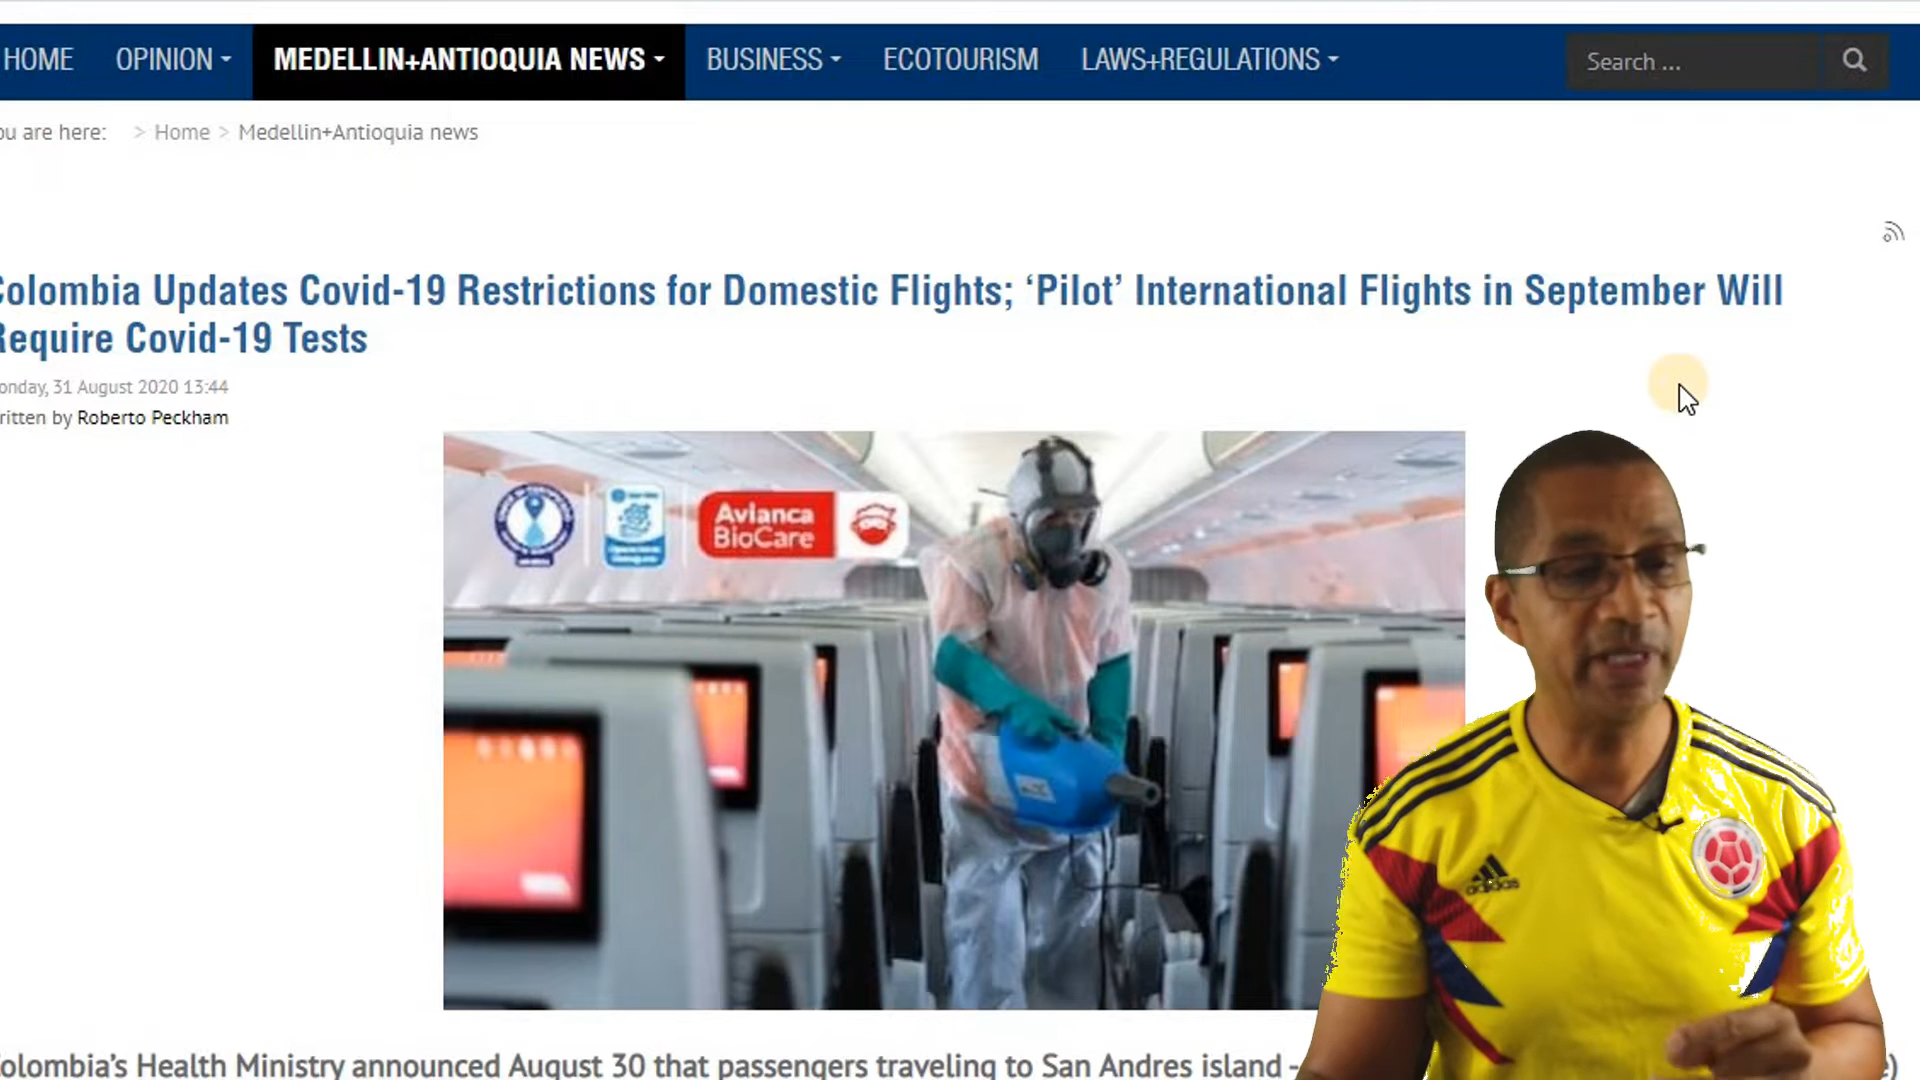 HOME OPINION MEDELLIN+ANTIOQUIA NEWS BUSINESS ECOTOURISM LAWS+REGULATIONS Search ...
ou are here: > Home > Medellin+Antioquia news
Colombia Updates Covid-19 Restrictions for Domestic Flights; ‘Pilot’ International Flights in September Will
Require Covid-19 Tests
onday, 31 August 2020 13:44
ritten by Roberto Peckham
Avianca
BioCare
adidas
olombia's Health Ministry announced August 30 that passengers traveling to San Andres island -